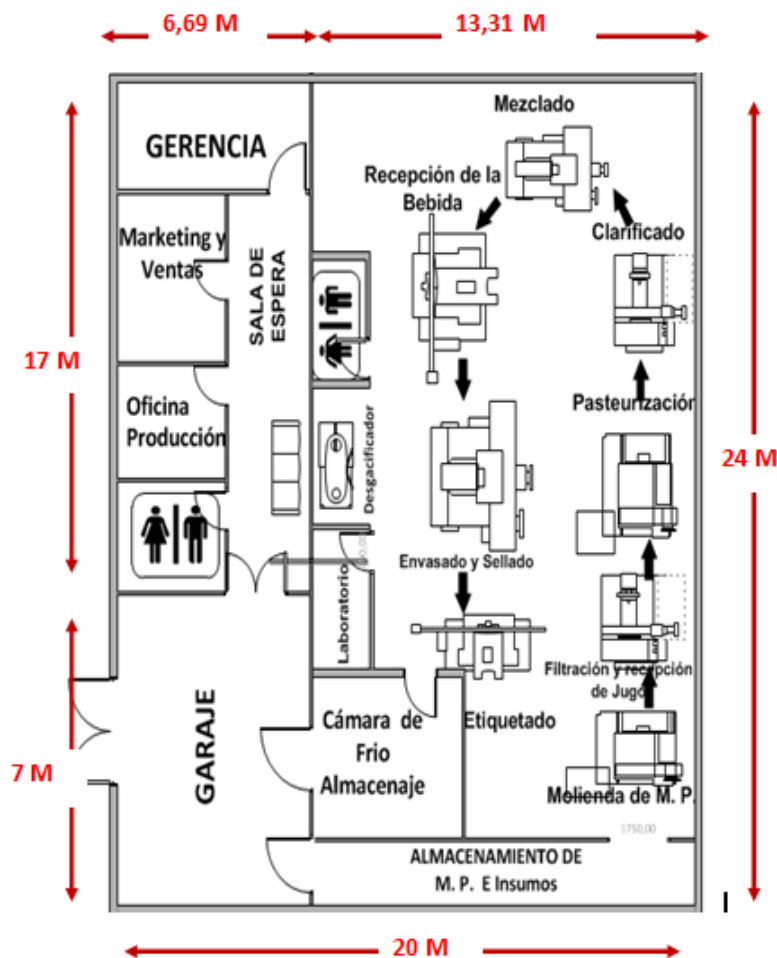 6,69 M
13,31 M
Mezclado
GERENCIA
Recepción de la
Bebida
Clarificado
Marketing y
Ventas
SALA DE
ESPERA
17 M
Pasteurización
Oficina
Producción
Desgacificador
24 M
Envasado y Sellado
Laboratorio
Filtración y recepción
de Jugo
GARAJE
Cámara de
Frio
Almacenaje
Etiquetado
7 M
Molienda de M. P.
1750,00
ALMACENAMIENTO DE
M. P. E Insumos
20 M